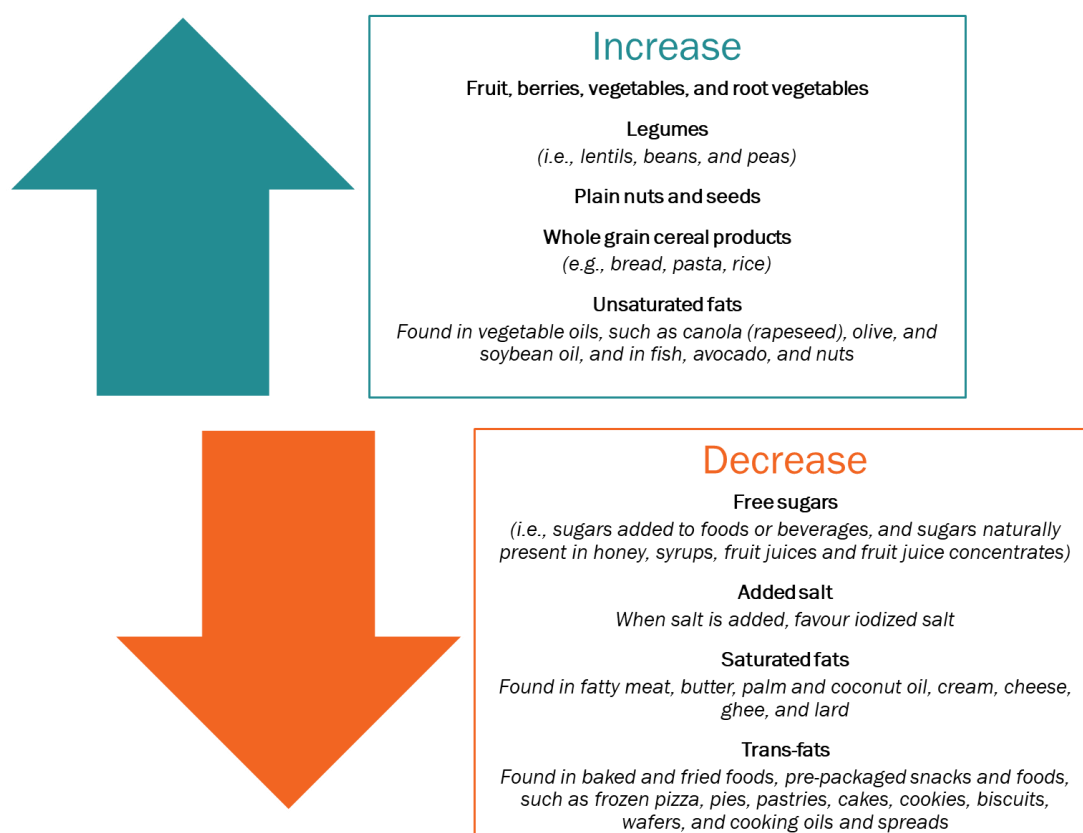 Increase
Fruit, berries, vegetables, and root vegetables
Legumes
(i.e., lentils, beans, and peas)
Plain nuts and seeds
Whole grain cereal products
(e.g., bread, pasta, rice)
Unsaturated fats
Found in vegetable oils, such as canola (rapeseed), olive, and
soybean oil, and in fish, avocado, and nuts
Decrease
Free sugars
(i.e., sugars added to foods or beverages, and sugars naturally
present in honey, syrups, fruit juices and fruit juice concentrates)
Added salt
When salt is added, favour iodized salt
Saturated fats
Found in fatty meat, butter, palm and coconut oil, cream, cheese,
ghee, and lard
Trans-fats
Found in baked and fried foods, pre-packaged snacks and foods,
such as frozen pizza, pies, pastries, cakes, cookies, biscuits,
wafers, and cooking oils and spreads